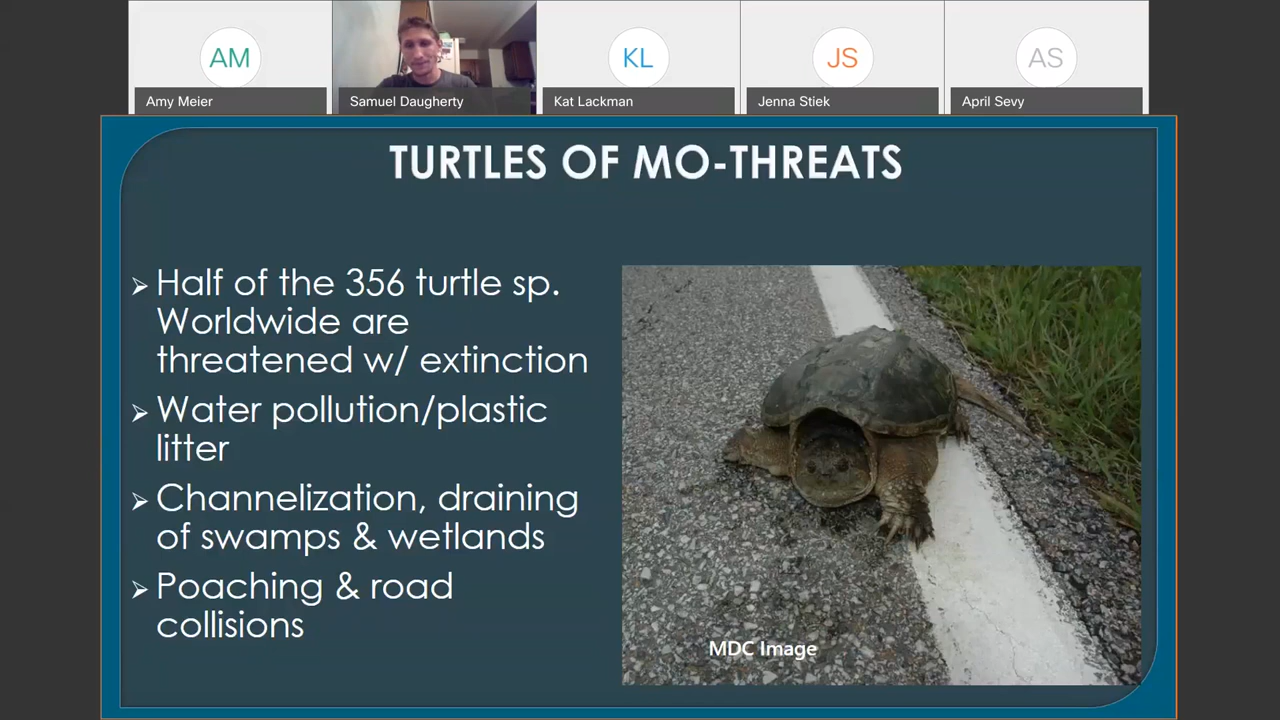 AM
KL
JS
AS
Amy Meier
Samuel Daugherty
Kat Lackman
Jenna Stiek
April Sevy
TURTLES OF MO-THREATS
➢ Half of the 356 turtle sp.
Worldwide are
threatened w/ extinction
➢ Water pollution/plastic
litter
➢ Channelization, draining
of swamps & wetlands
➢ Poaching & road
collisions
MDC Image